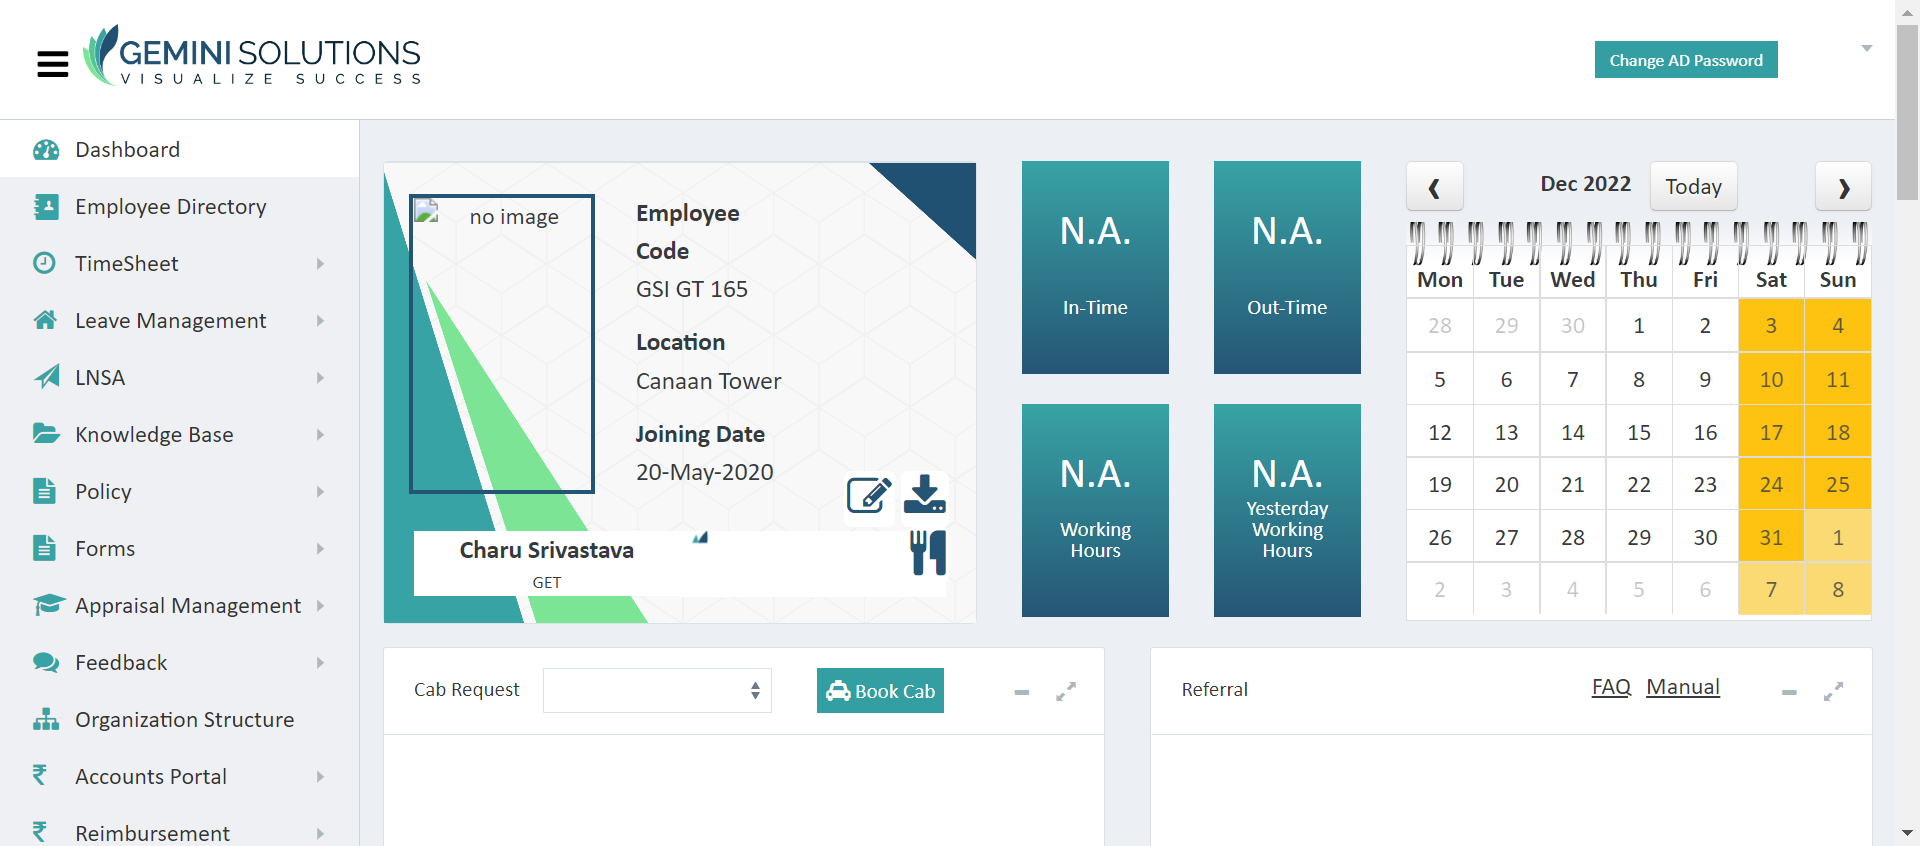 GEMINI SOLUTIONS
VISUALIZE SUCCESS
Change AD Password
Dashboard
Employee Directory
TimeSheet
Leave Management
LNSA
Knowledge Base
Policy
Forms
Appraisal Management
Feedback
Organization Structure
Accounts Portal
Reimbursement
no image
Employee
Code
GSI GT 165
Location
Canaan Tower
Joining Date
20-May-2020
Charu Srivastava
GET
N.A.
In-Time
N.A.
Out-Time
N.A.
Working
Hours
N.A.
Yesterday
Working
Hours
❮ Dec 2022 Today ❯
Mon Tue Wed Thu Fri Sat Sun
28 29 30 1 2 3 4
5 6 7 8 9 10 11
12 13 14 15 16 17 18
19 20 21 22 23 24 25
26 27 28 29 30 31 1
2 3 4 5 6 7 8
Cab Request
Book Cab
Referral
FAQ Manual